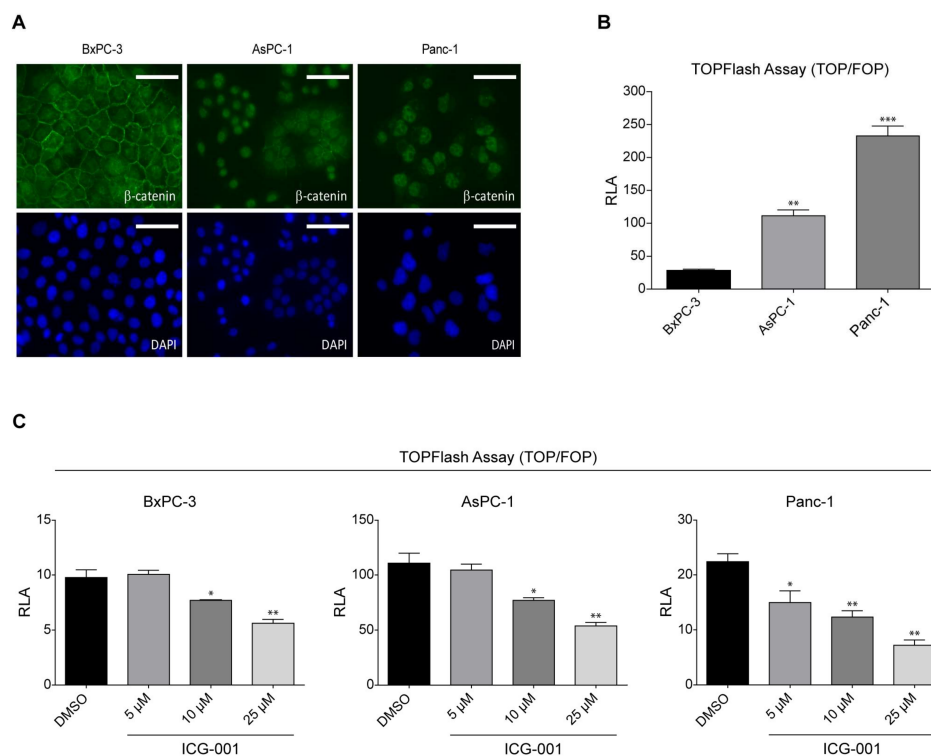 A
BxPC-3 AsPC-1 Panc-1
β-catenin β-catenin β-catenin
DAPI DAPI DAPI
B
TOPFlash Assay (TOP/FOP)
300
250
200
150
100
50
0
RLA
**
***
BxPC-3 AsPC-1 Panc-1
C
TOPFlash Assay (TOP/FOP)
BxPC-3
15
10
5
0
RLA
*
**
DMSO 5 µM 10 µM 25 µM
ICG-001
AsPC-1
150
100
50
0
RLA
*
**
DMSO 5 µM 10 µM 25 µM
ICG-001
Panc-1
30
20
10
0
RLA
*
**
**
DMSO 5 µM 10 µM 25 µM
ICG-001